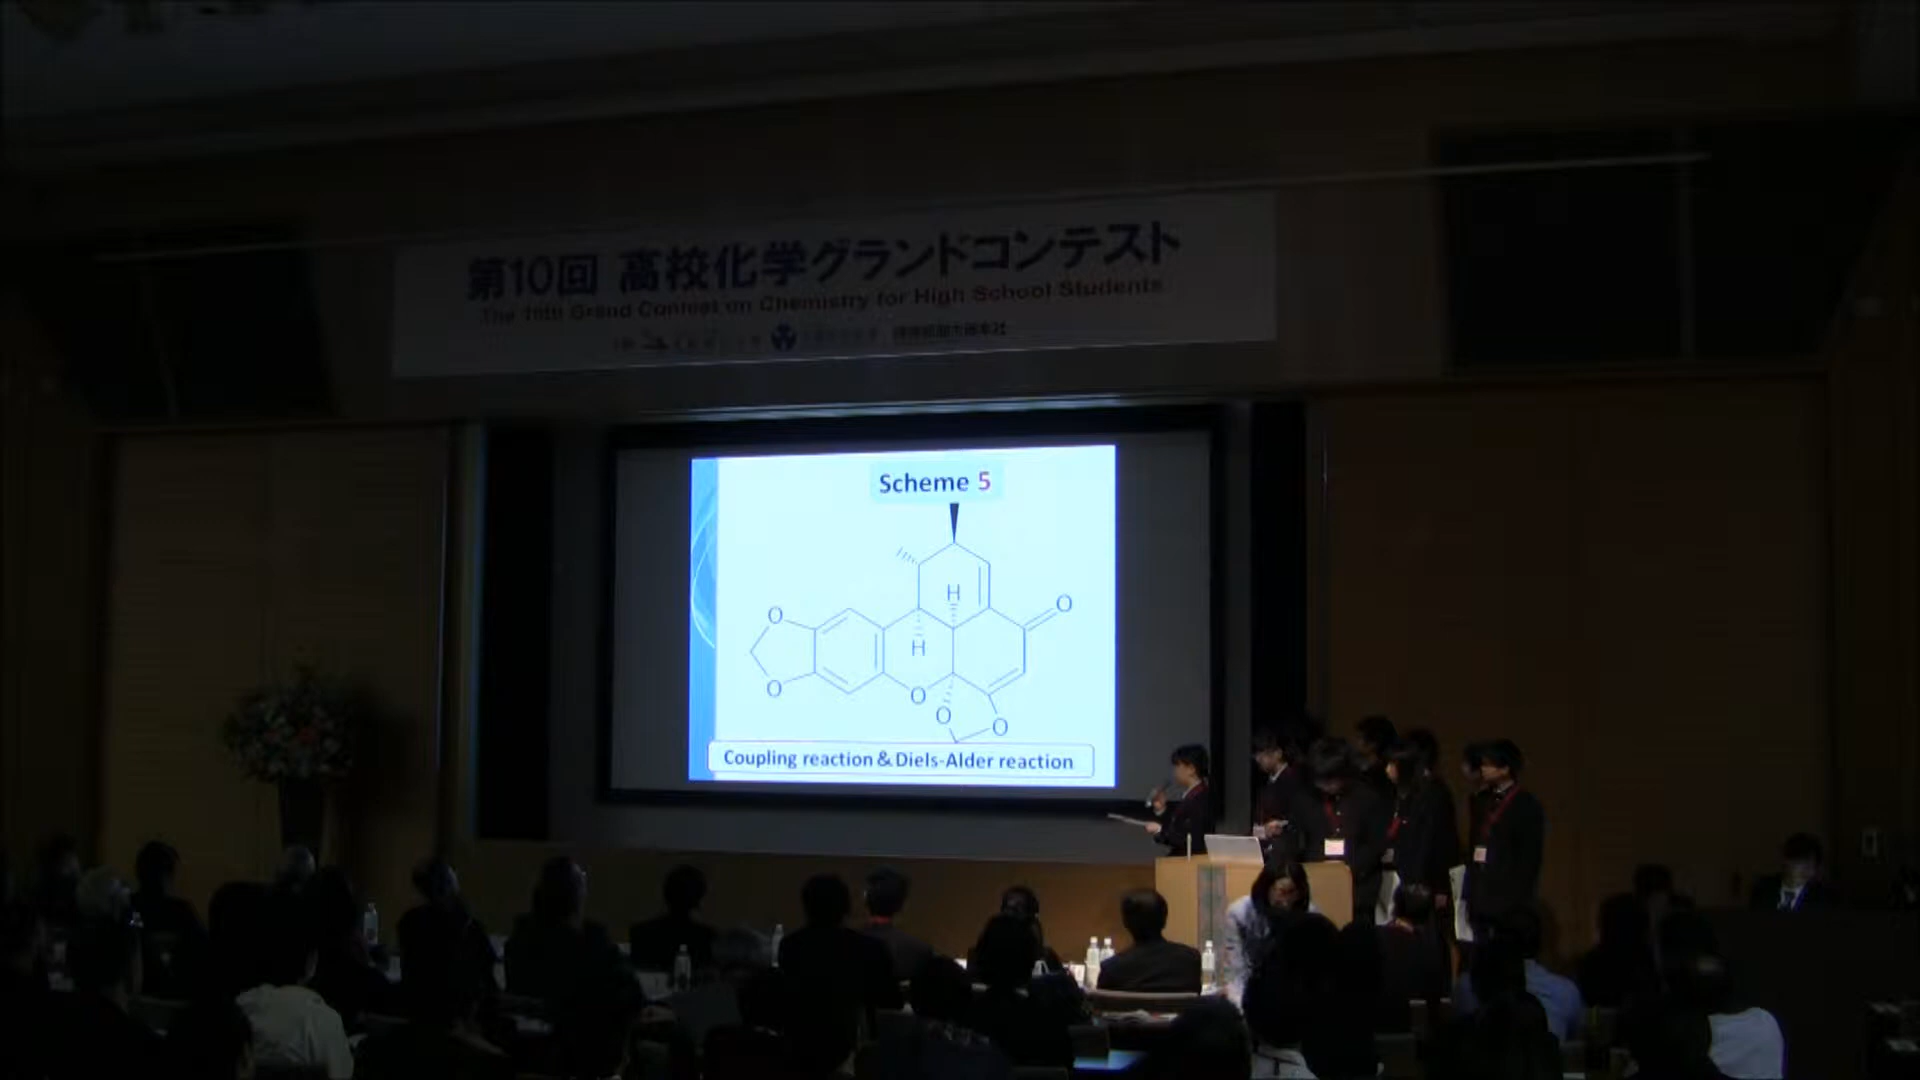 第10回 高校化学グランドコンテスト
The 10th Grand Contest on Chemistry for High School Students
Scheme 5
H
O
O
H
O
O
O
O
Coupling reaction & Diels-Alder reaction